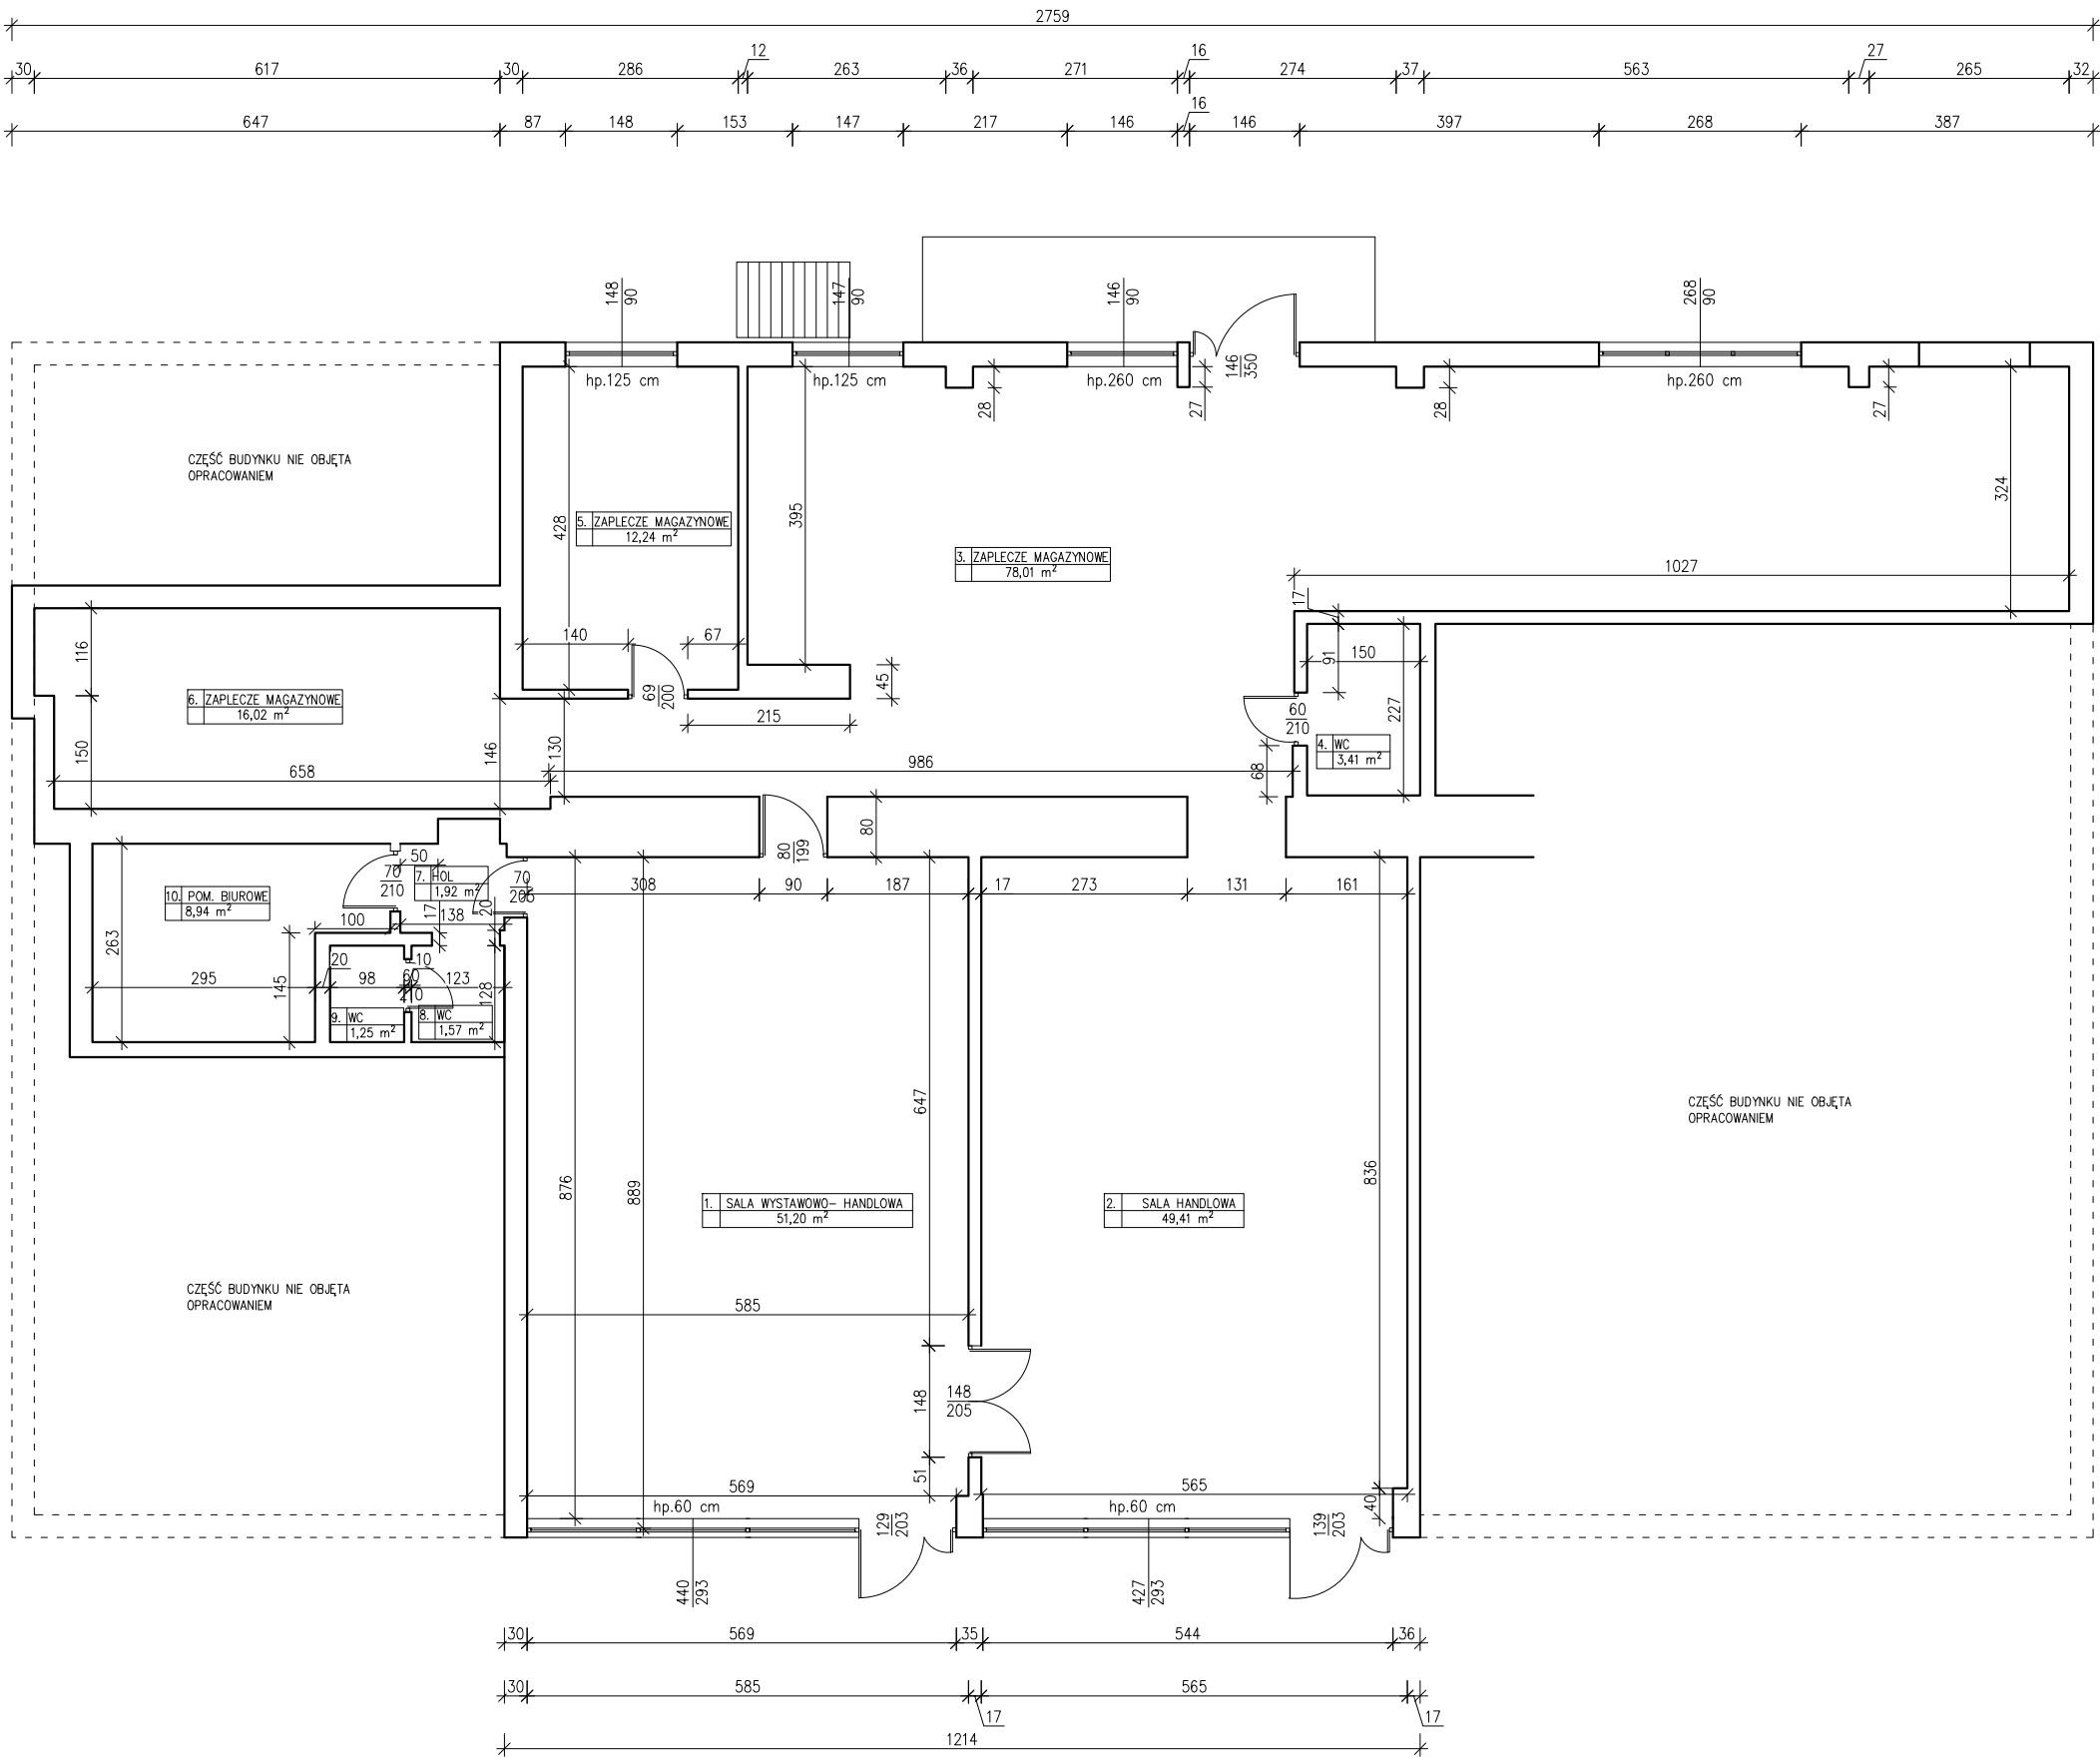 2759
30 617 30 286 12 263 36 271 16 274 37 563 27 265 32
647 87 148 153 147 217 146 16 146 397 268 387
148
90
147
90
146
90
268
90
hp.125 cm
hp.125 cm
hp.260 cm
146
350
hp.260 cm
28
27
28
27
CZĘŚĆ BUDYNKU NIE OBJĘTA
OPRACOWANIEM
428
5. ZAPLECZE MAGAZYNOWE
12,24 m²
395
3. ZAPLECZE MAGAZYNOWE
78,01 m²
324
1027
17
116
140
67
91
150
45
69
200
6. ZAPLECZE MAGAZYNOWE
16,02 m²
215
60
210
227
150
146
130
4. WC
3,41 m²
658
986
68
80
80
199
50
70
210
7. HOL
1,92 m²
70
205
308 90 187 17 273 131 161
10. POM. BIUROWE
8,94 m²
17
138
20
100
263
20
10
295
145
98
60
210
123
128
9. WC
1,25 m²
8. WC
1,57 m²
647
CZĘŚĆ BUDYNKU NIE OBJĘTA
OPRACOWANIEM
876
889
836
1. SALA WYSTAWOWO- HANDLOWA
51,20 m²
2. SALA HANDLOWA
49,41 m²
CZĘŚĆ BUDYNKU NIE OBJĘTA
OPRACOWANIEM
585
148
148
205
51
569
565
hp.60 cm
hp.60 cm
40
129
203
139
203
440
293
427
293
30 569 35 544 36
30 585 17 565 17
1214